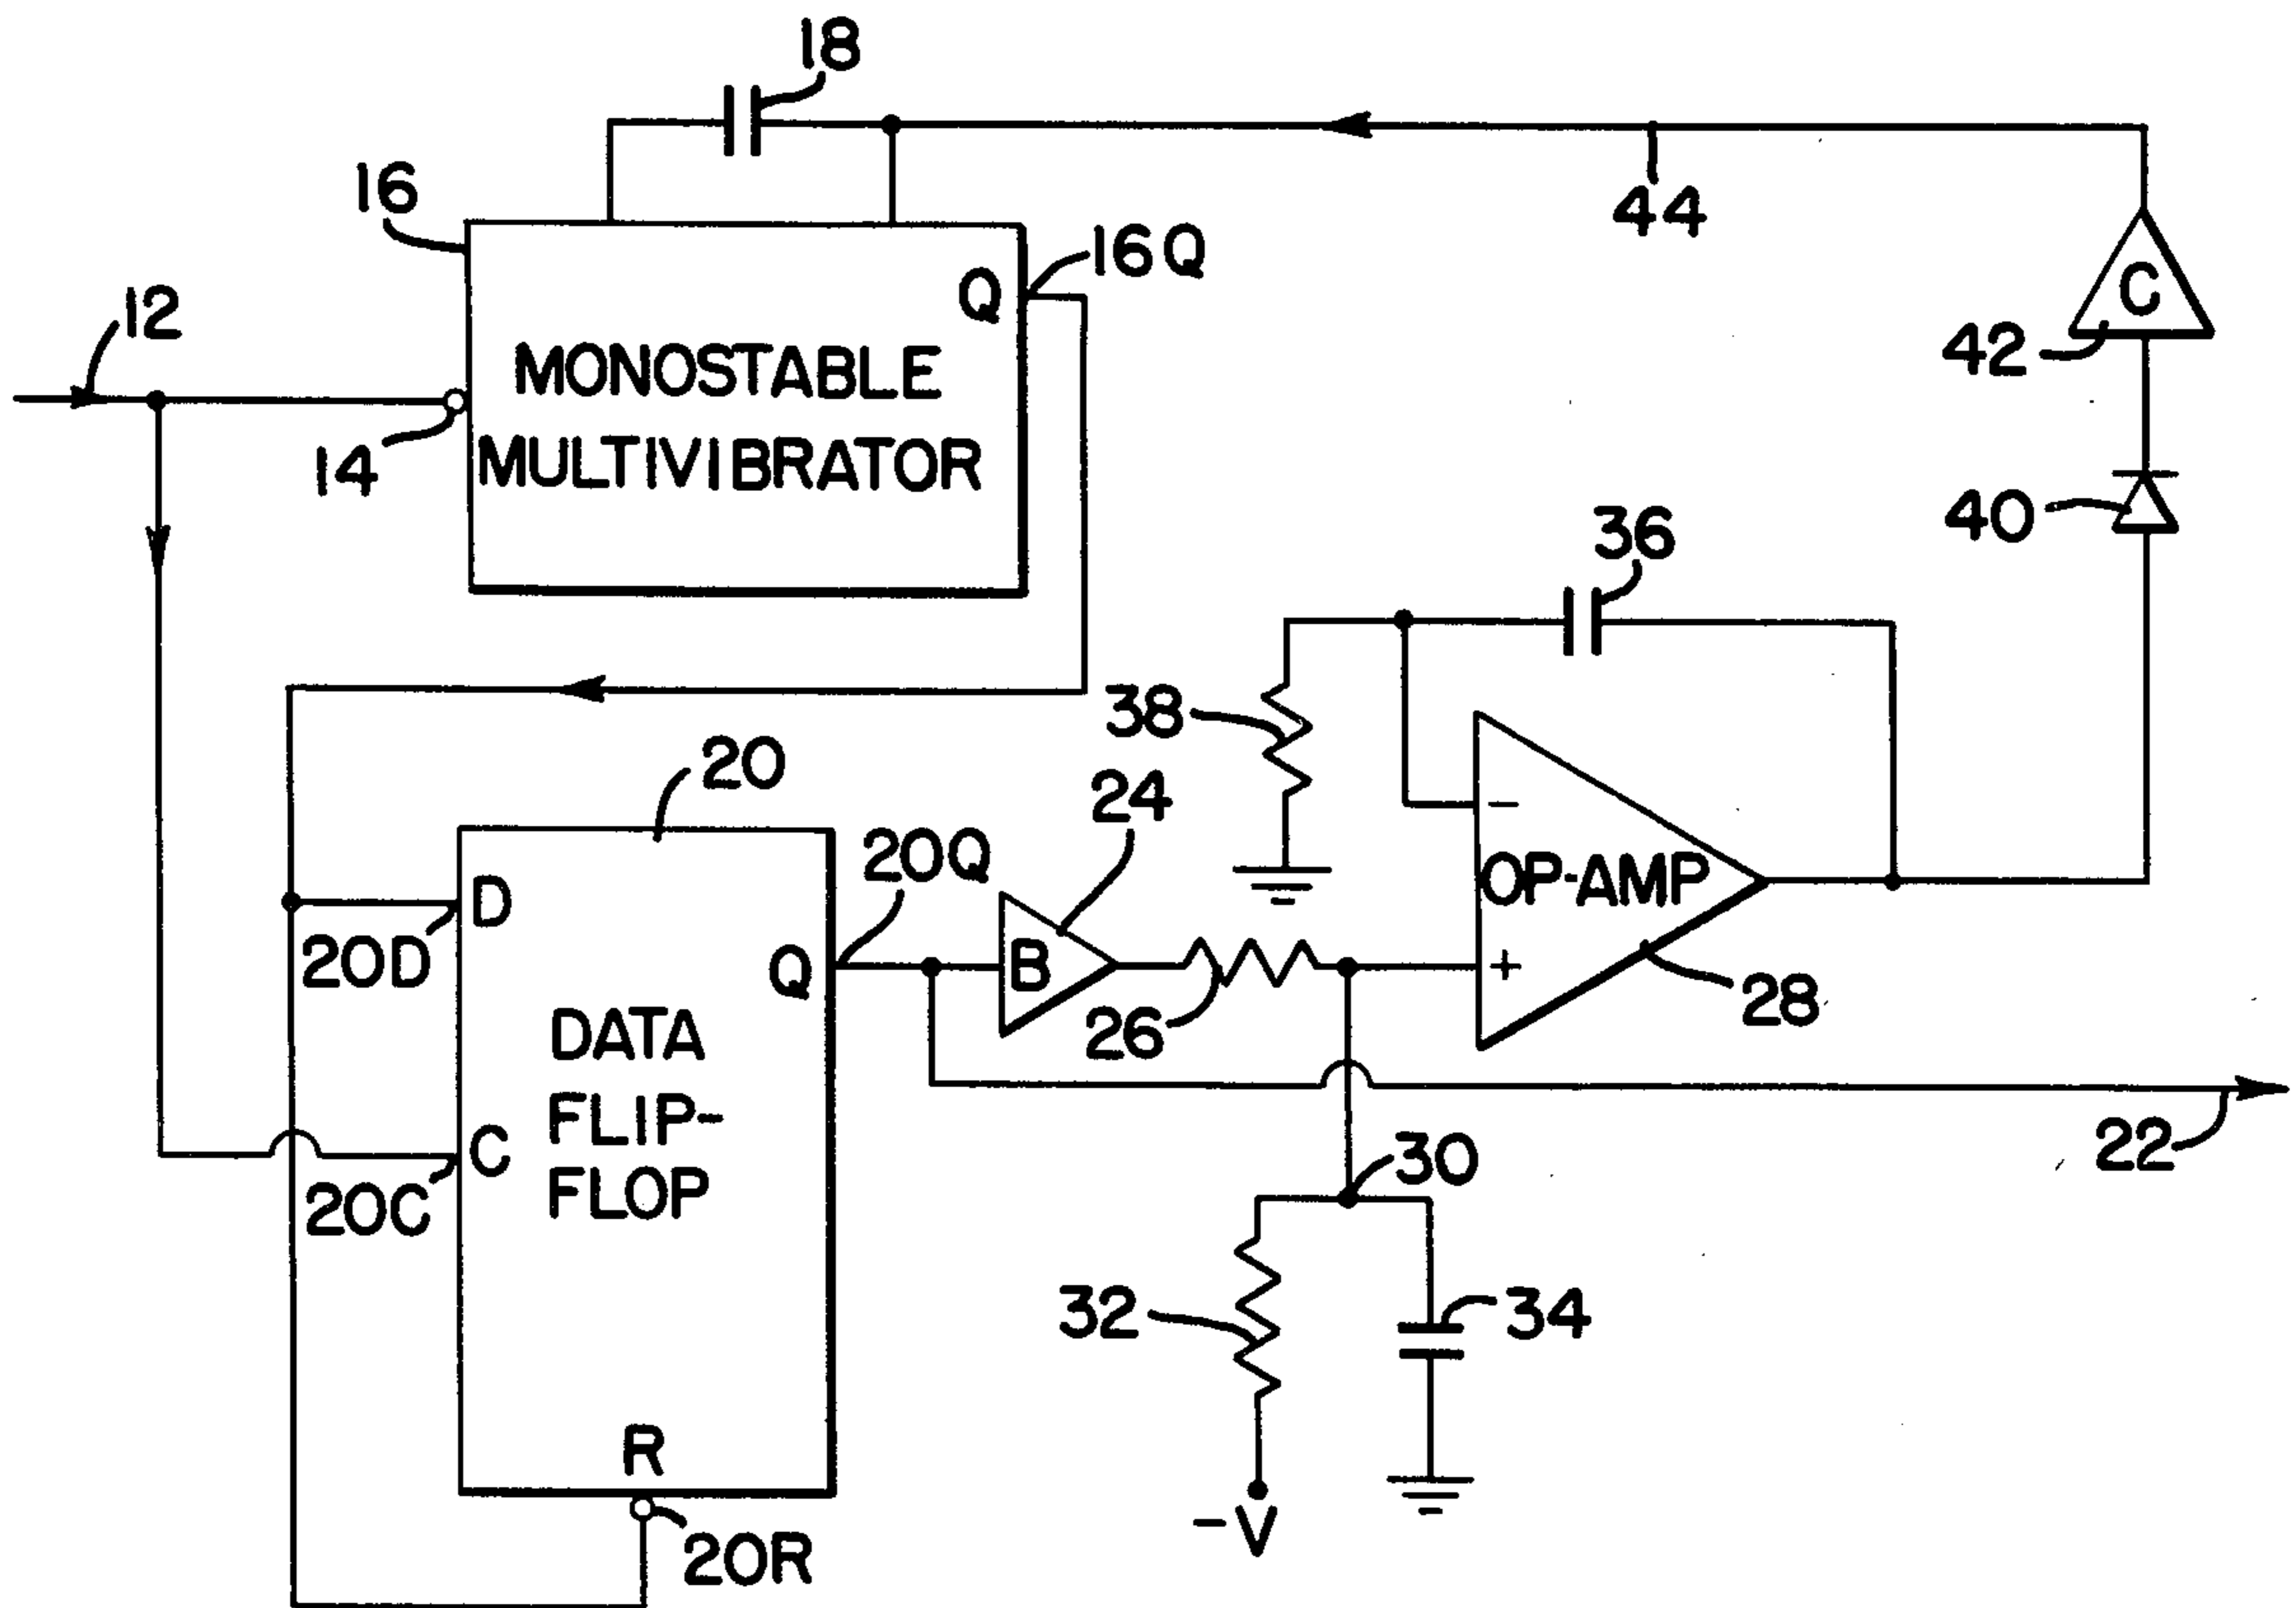 18
16
44
16Q
Q
C
12
42
MONOSTABLE
MULTIVIBRATOR
14
40
36
38
20
24
20Q
D
OP-AMP
−
+
20D
Q
B
28
26
DATA
FLIP-
FLOP
C
30
22
20C
32
34
R
20R
-V